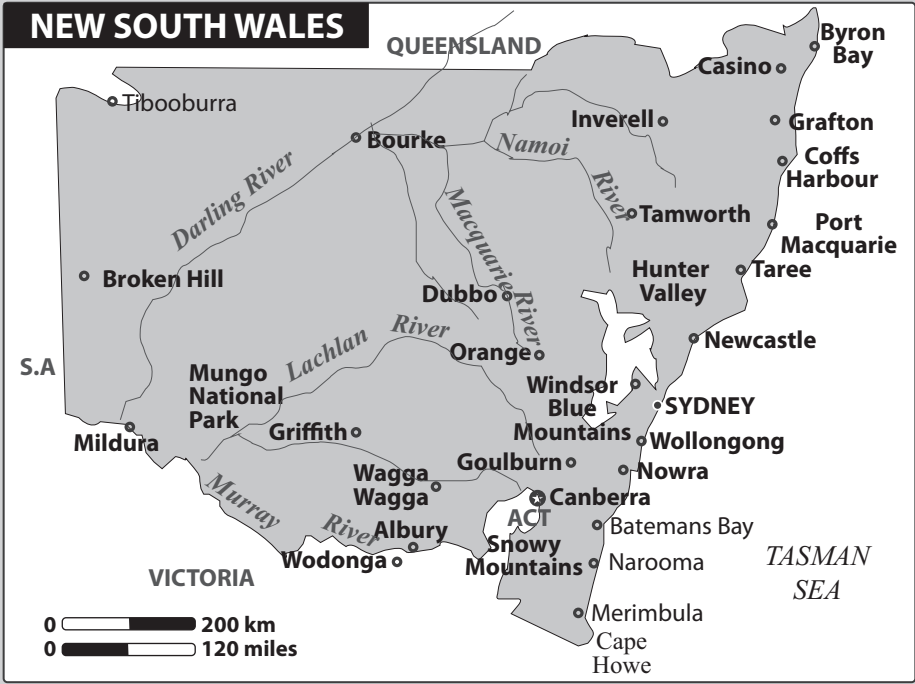 NEW SOUTH WALES
QUEENSLAND
Byron
Bay
Casino
Tibooburra
Inverell
Grafton
Bourke
Namoi
River
Coffs
Harbour
Darling River
Macquarie
River
Tamworth
Port
Macquarie
Broken Hill
Hunter
Valley
Taree
Dubbo
Lachlan
River
Orange
Newcastle
S.A
Mungo
National
Park
Windsor
Blue
Mountains
SYDNEY
Mildura
Griffith
Wollongong
Goulburn
Nowra
Wagga
Wagga
Canberra
ACT
Murray
River
Albury
Batemans Bay
Snowy
Mountains
Wodonga
Narooma
TASMAN
SEA
VICTORIA
Merimbula
Cape
Howe
0 200 km
0 120 miles